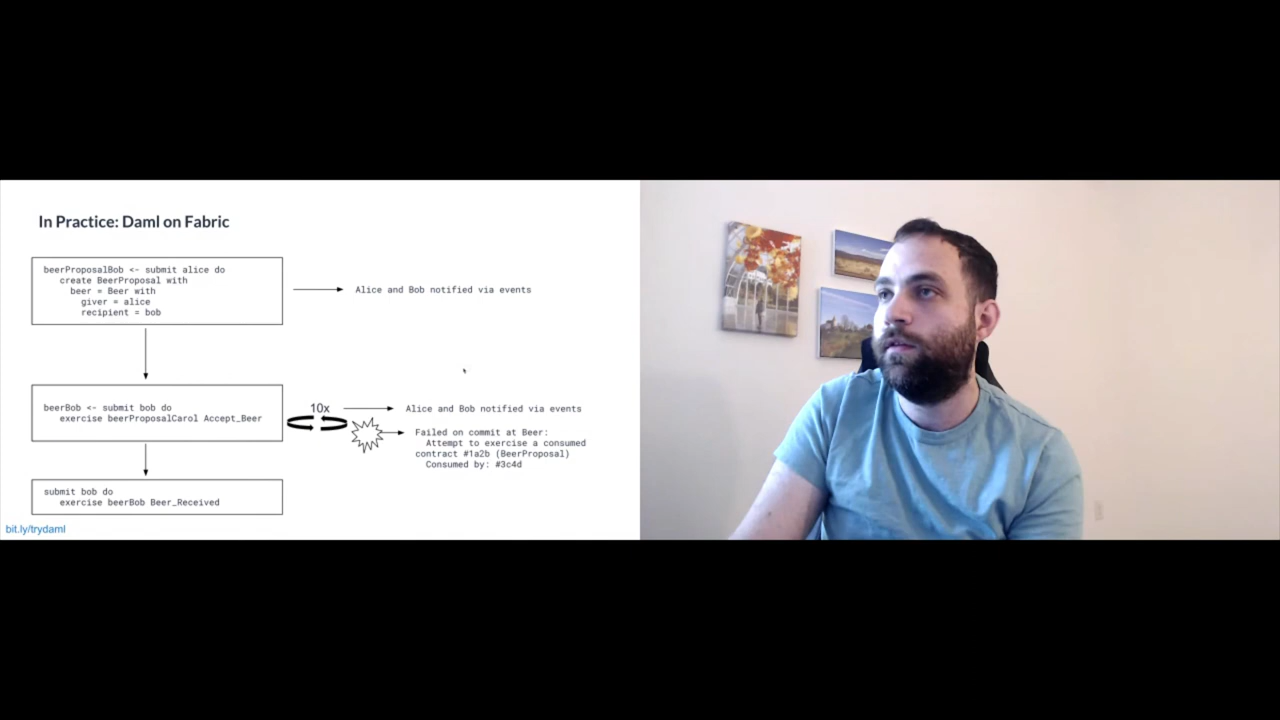 In Practice: Daml on Fabric
beerProposalBob <- submit alice do
create BeerProposal with
beer = Beer with
giver = alice
recipient = bob
Alice and Bob notified via events
beerBob <- submit bob do
exercise beerProposalCarol Accept_Beer
10x
Alice and Bob notified via events
Failed on commit at Beer:
Attempt to exercise a consumed
contract #1a2b (BeerProposal)
Consumed by: #3c4d
submit bob do
exercise beerBob Beer_Received
bit.ly/trydaml